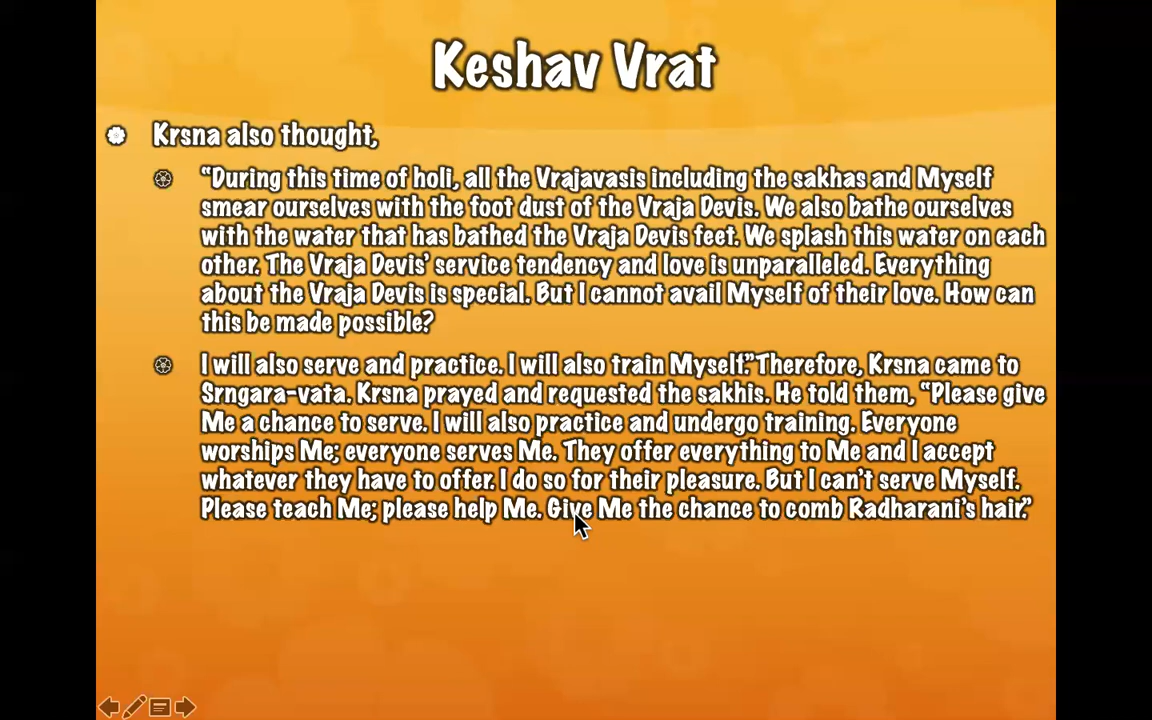 Keshav Vrat
Krsna also thought,
“During this time of holi, all the Vrajavasis including the sakhas and Myself
smear ourselves with the foot dust of the Vraja Devis. We also bathe ourselves
with the water that has bathed the Vraja Devis feet. We splash this water on each
other. The Vraja Devis’ service tendency and love is unparalleled. Everything
about the Vraja Devis is special. But I cannot avail Myself of their love. How can
this be made possible?
I will also serve and practice. I will also train Myself.”Therefore, Krsna came to
Srngara-vata. Krsna prayed and requested the sakhis. He told them, “Please give
Me a chance to serve. I will also practice and undergo training. Everyone
worships Me; everyone serves Me. They offer everything to Me and I accept
whatever they have to offer. I do so for their pleasure. But I can’t serve Myself.
Please teach Me; please help Me. Give Me the chance to comb Radharani’s hair.”